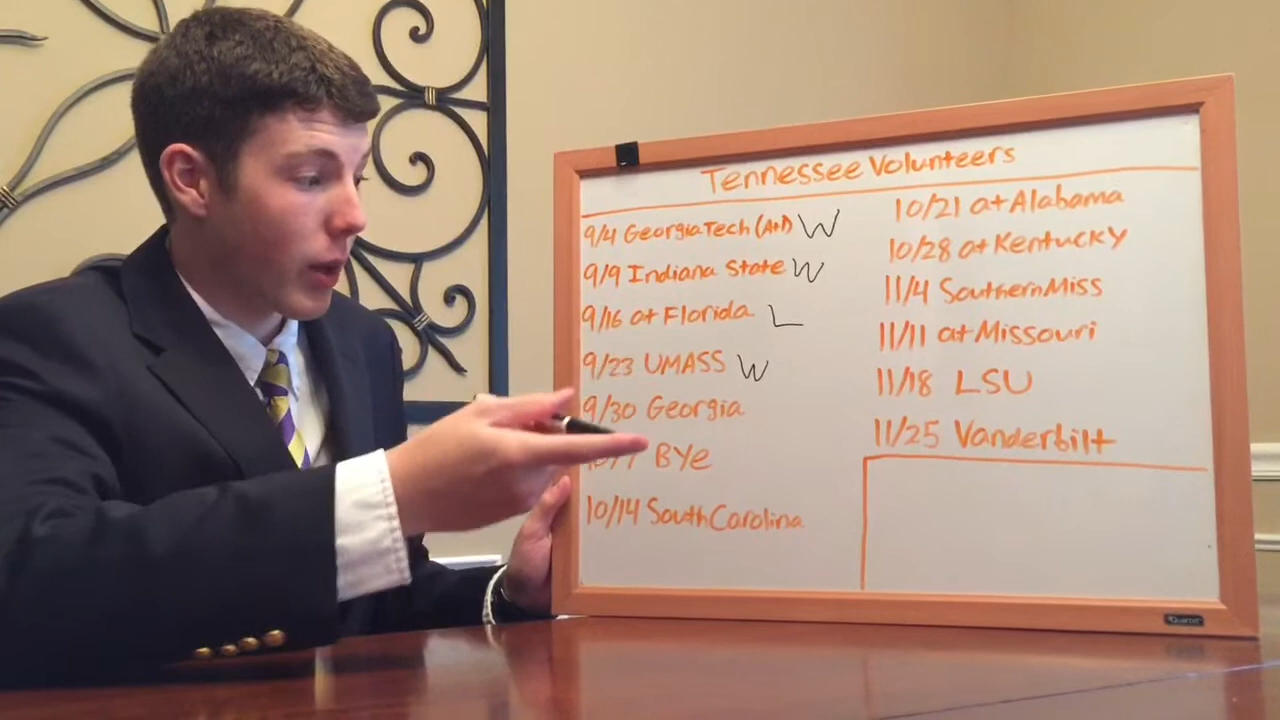 Tennessee Volunteers
9/4 Georgia Tech (Atl) W
9/9 Indiana State W
9/16 at Florida L
9/23 UMASS W
9/30 Georgia
BYe
10/14 South Carolina
10/21 at Alabama
10/28 at Kentucky
11/4 Southern Miss
11/11 at Missouri
11/18 LSU
11/25 Vanderbilt
Quartet